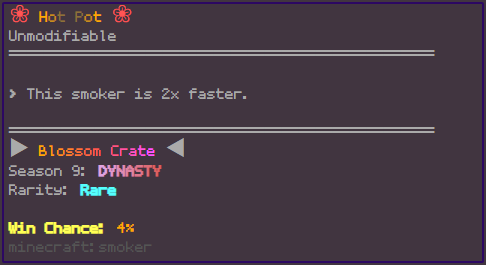 ❀ Hot Pot ❀
Unmodifiable
> This smoker is 2x faster.
▶ Blossom Crate ◀
Season 9: DYNASTY
Rarity: Rare
Win Chance: 4%
minecraft:smoker